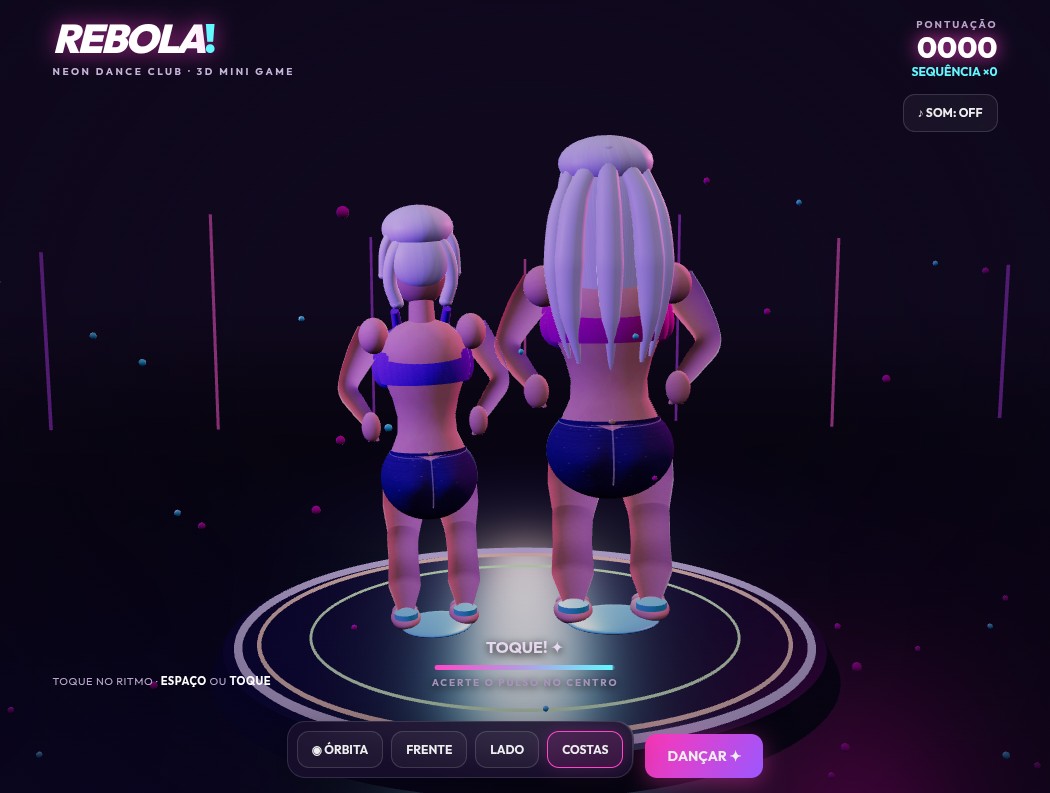 REBOLA!
NEON DANCE CLUB · 3D MINI GAME
PONTUAÇÃO
0000
SEQUÊNCIA ×0
♪ SOM: OFF
TOQUE! ✦
ACERTE O PULSO NO CENTRO
TOQUE NO RITMO · ESPAÇO OU TOQUE
◉ ÓRBITA
FRENTE
LADO
COSTAS
DANÇAR ✦